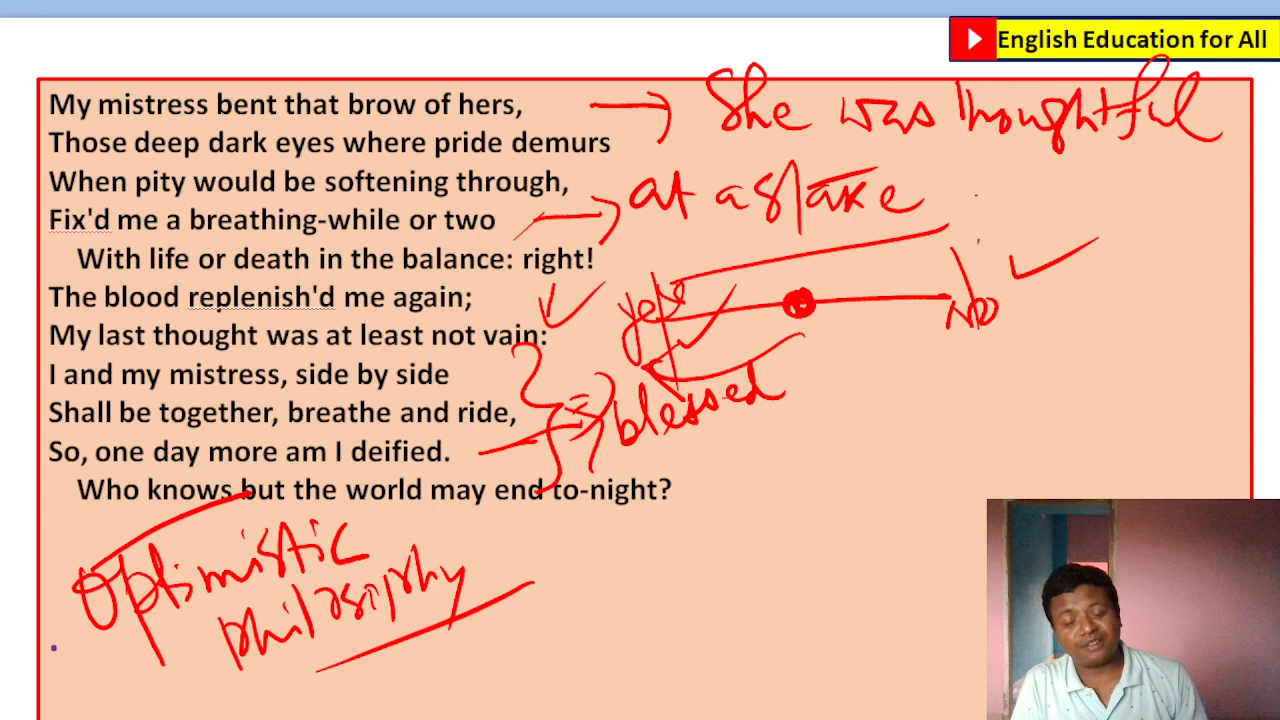 English Education for All
My mistress bent that brow of hers,
She was thoughtful
Those deep dark eyes where pride demurs
When pity would be softening through,
at a stake
Fix'd me a breathing-while or two
With life or death in the balance: right!
The blood replenish'd me again;
No
My last thought was at least not vain:
I and my mistress, side by side
blessed
Shall be together, breathe and ride,
So, one day more am I deified.
Who knows but the world may end to-night?
Optimistic
philosophy